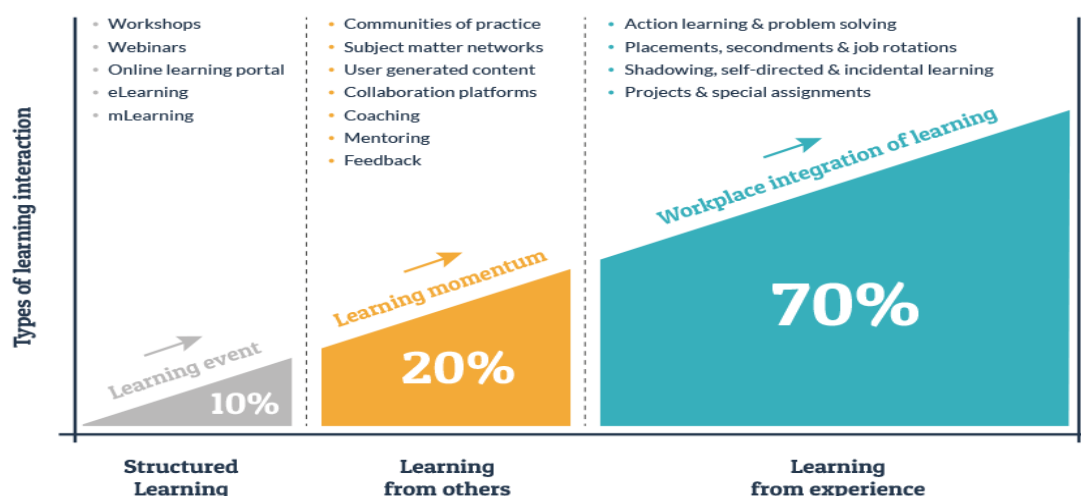 Types of learning interaction
• Workshops
• Webinars
• Online learning portal
• eLearning
• mLearning
• Communities of practice
• Subject matter networks
• User generated content
• Collaboration platforms
• Coaching
• Mentoring
• Feedback
• Action learning & problem solving
• Placements, secondments & job rotations
• Shadowing, self-directed & incidental learning
• Projects & special assignments
Learning event
10%
Learning momentum
20%
Workplace integration of learning
70%
Structured
Learning
Learning
from others
Learning
from experience